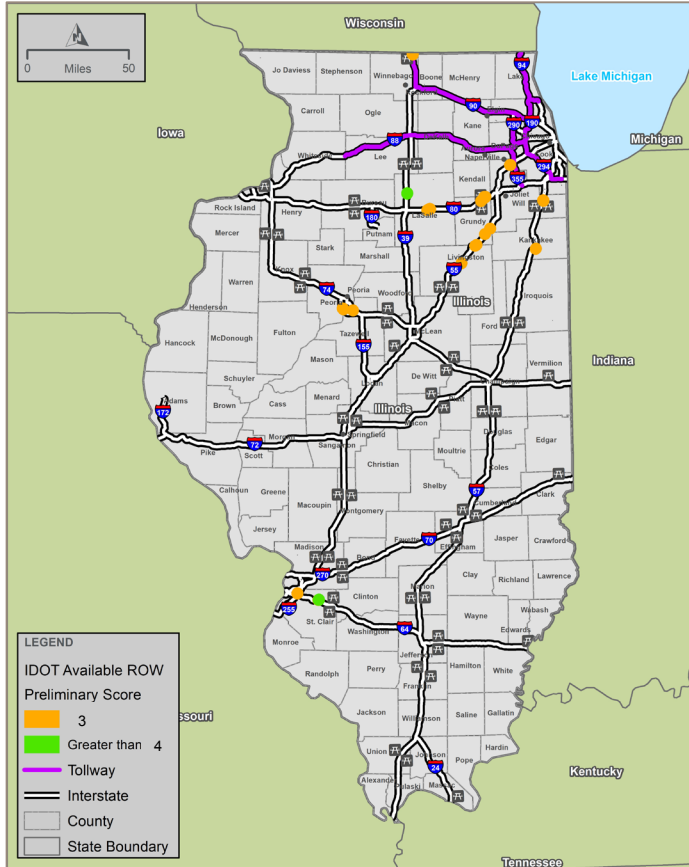 Wisconsin
0 50
Miles
Lake Michigan
Jo Daviess
Stephenson
Winnebago
Boone
McHenry
Lake
94
Carroll
Ogle
90
Kane
290
190
Iowa
Michigan
Whiteside
Lee
88
Naperville
Cook
294
355
Kendall
Joliet
Will
Rock Island
Henry
Bureau
LaSalle
80
Grundy
180
Putnam
39
Mercer
Stark
Marshall
Kankakee
Livingston
55
Knox
74
Peoria
Woodford
Illinois
Iroquois
Warren
Henderson
Peoria
Ford
Fulton
Tazewell
McLean
155
Hancock
McDonough
Mason
Vermilion
Indiana
Schuyler
Logan
De Witt
Champaign
Adams
Brown
Cass
Menard
Illinois
Piatt
172
Macon
Douglas
Morgan
Springfield
Sangamon
Edgar
72
Pike
Scott
Moultrie
Christian
Coles
Calhoun
Greene
Shelby
57
Macoupin
Montgomery
Cumberland
Clark
Jersey
Fayette
70
Effingham
Jasper
Crawford
Madison
Bond
270
Clay
Richland
Lawrence
Clinton
Marion
255
St. Clair
Wayne
Wabash
Monroe
Washington
64
Edwards
Jefferson
Randolph
Perry
Hamilton
White
Franklin
Jackson
Williamson
Saline
Gallatin
Union
Johnson
Pope
Hardin
24
Alexander
Pulaski
Massac
Kentucky
Tennessee
ssouri
LEGEND
IDOT Available ROW
Preliminary Score
3
Greater than 4
Tollway
Interstate
County
State Boundary